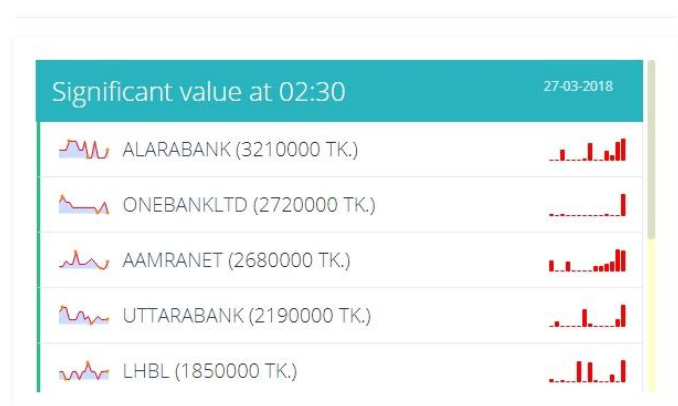 Significant value at 02:30 27-03-2018
ALARABANK (3210000 TK.)
ONEBANKLTD (2720000 TK.)
AAMRANET (2680000 TK.)
UTTARABANK (2190000 TK.)
LHBL (1850000 TK.)